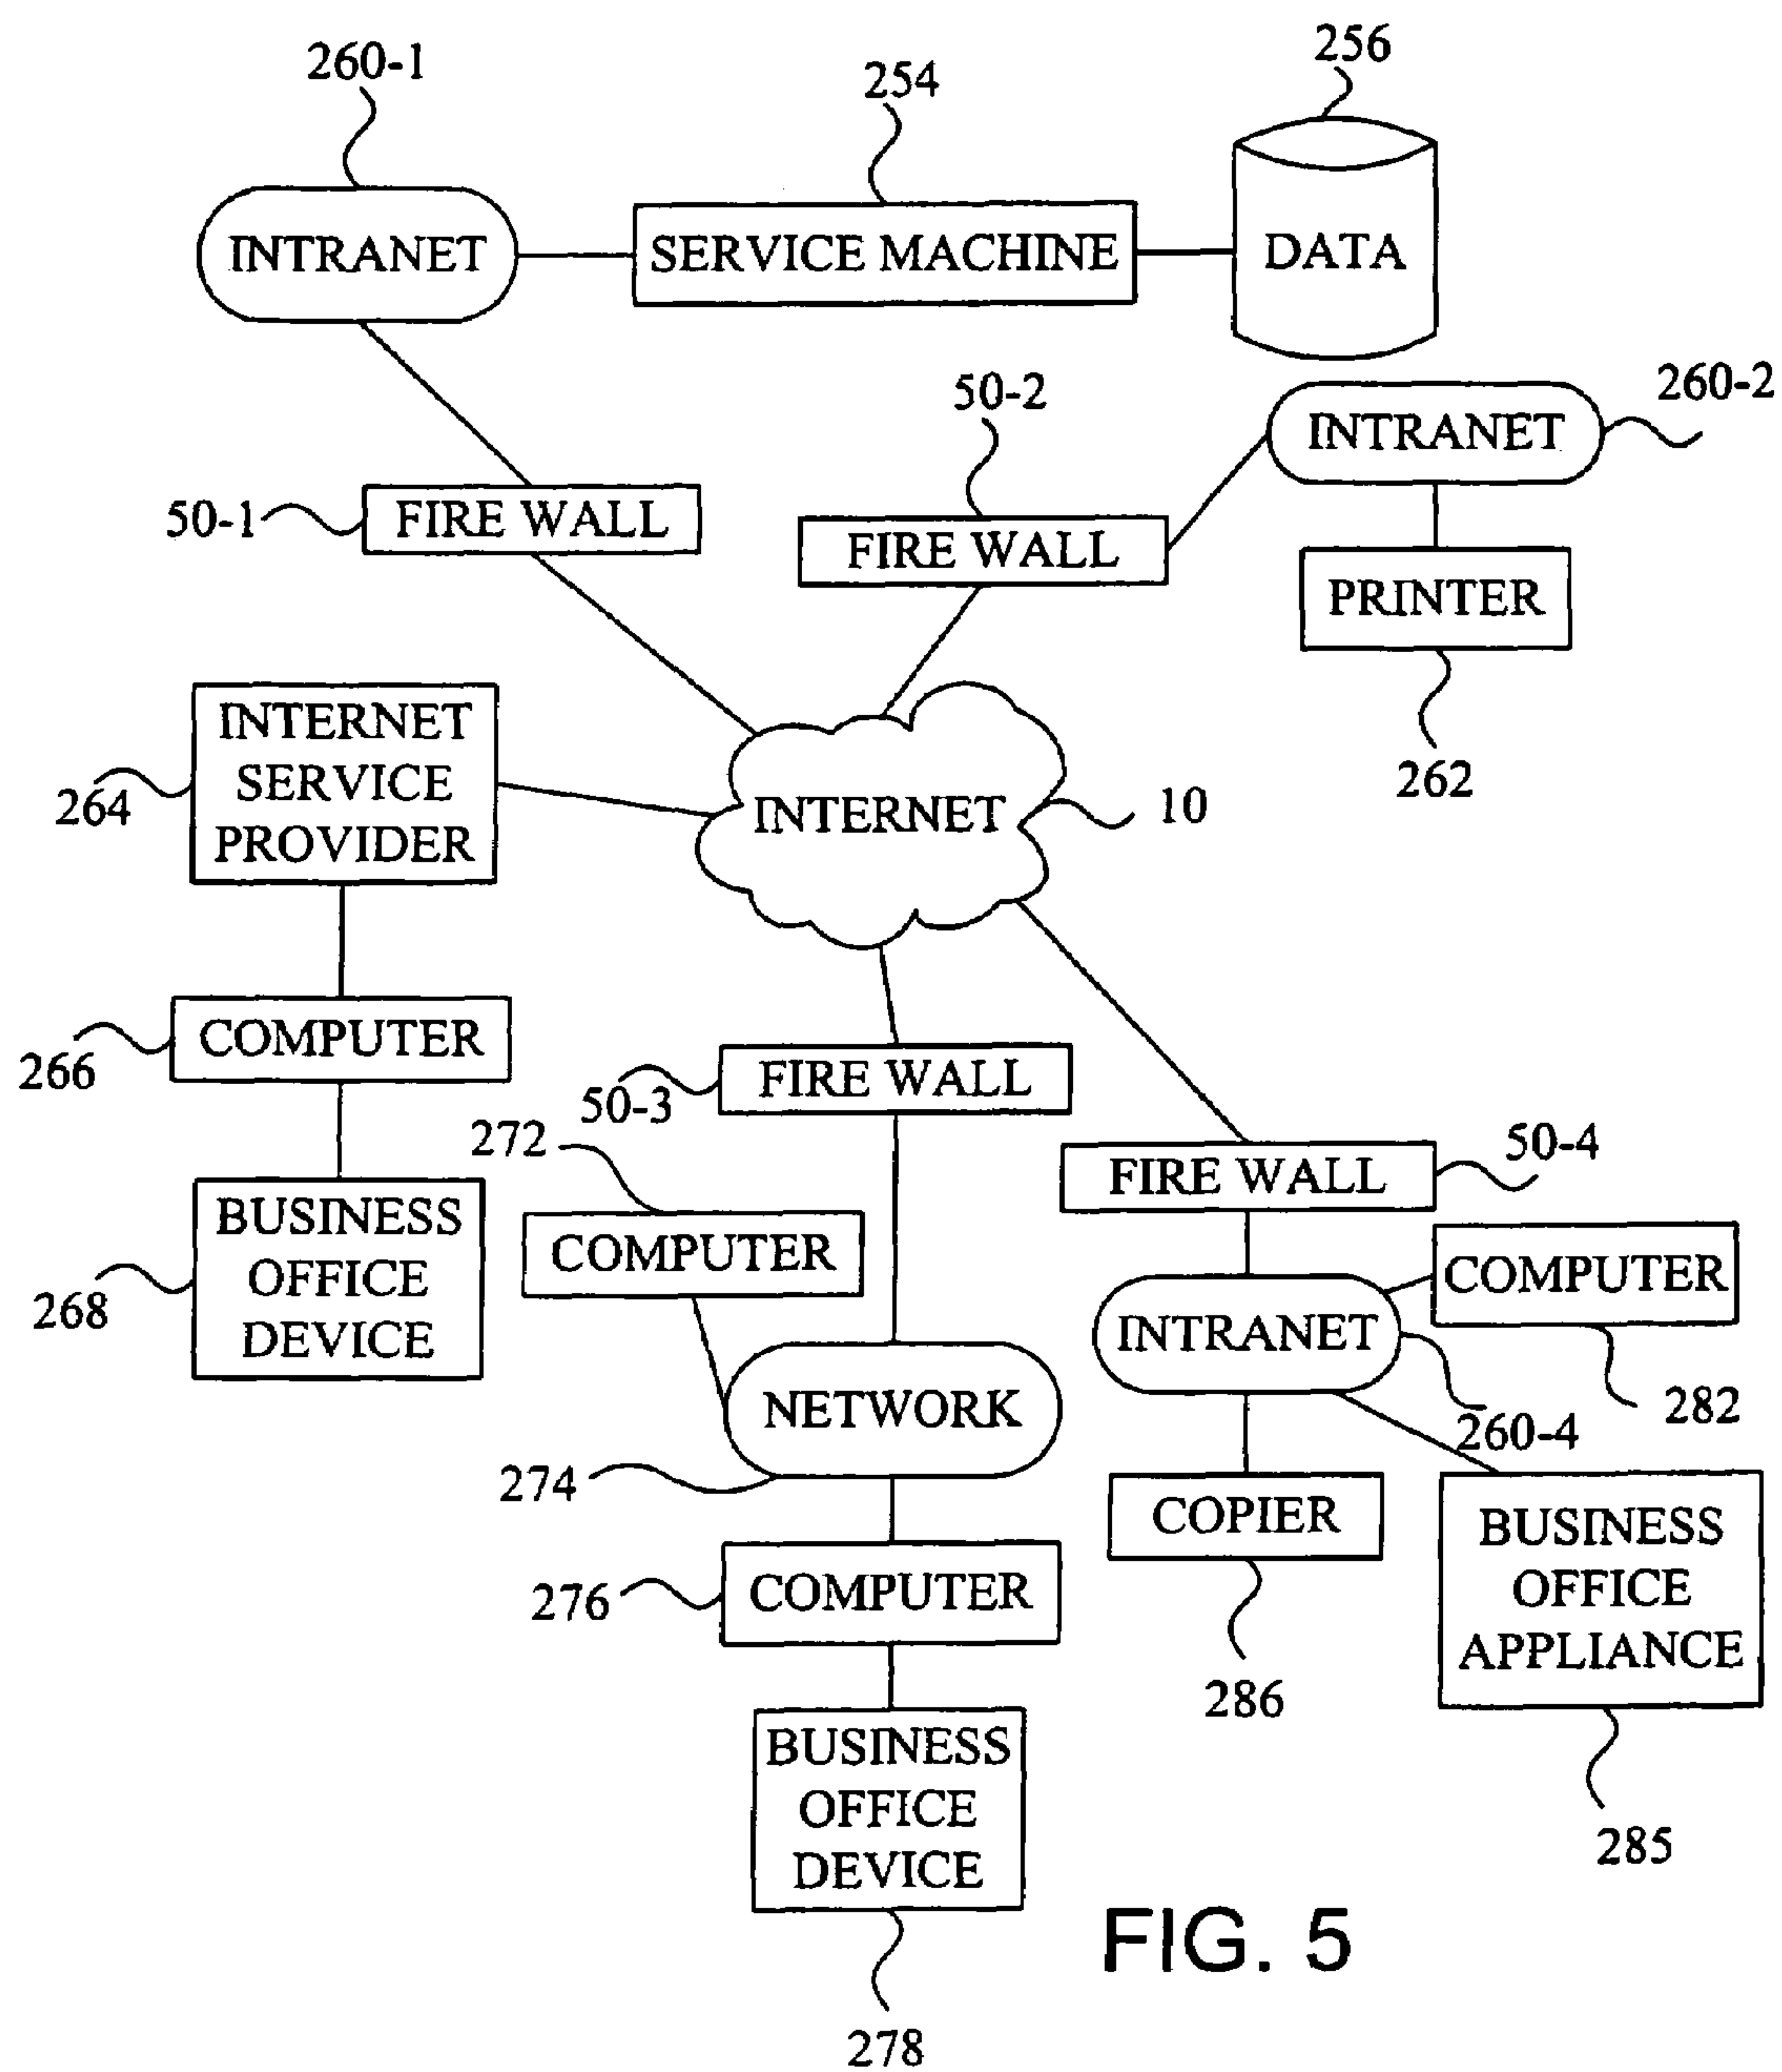 260-1
254
256
INTRANET
SERVICE MACHINE
DATA
50-2
260-2
INTRANET
50-1
FIRE WALL
FIRE WALL
PRINTER
262
INTERNET
SERVICE
PROVIDER
264
INTERNET
10
COMPUTER
266
FIRE WALL
50-3
272
50-4
FIRE WALL
BUSINESS
OFFICE
DEVICE
268
COMPUTER
COMPUTER
INTRANET
282
260-4
NETWORK
274
COPIER
BUSINESS
OFFICE
APPLIANCE
276
COMPUTER
286
285
BUSINESS
OFFICE
DEVICE
278
FIG. 5